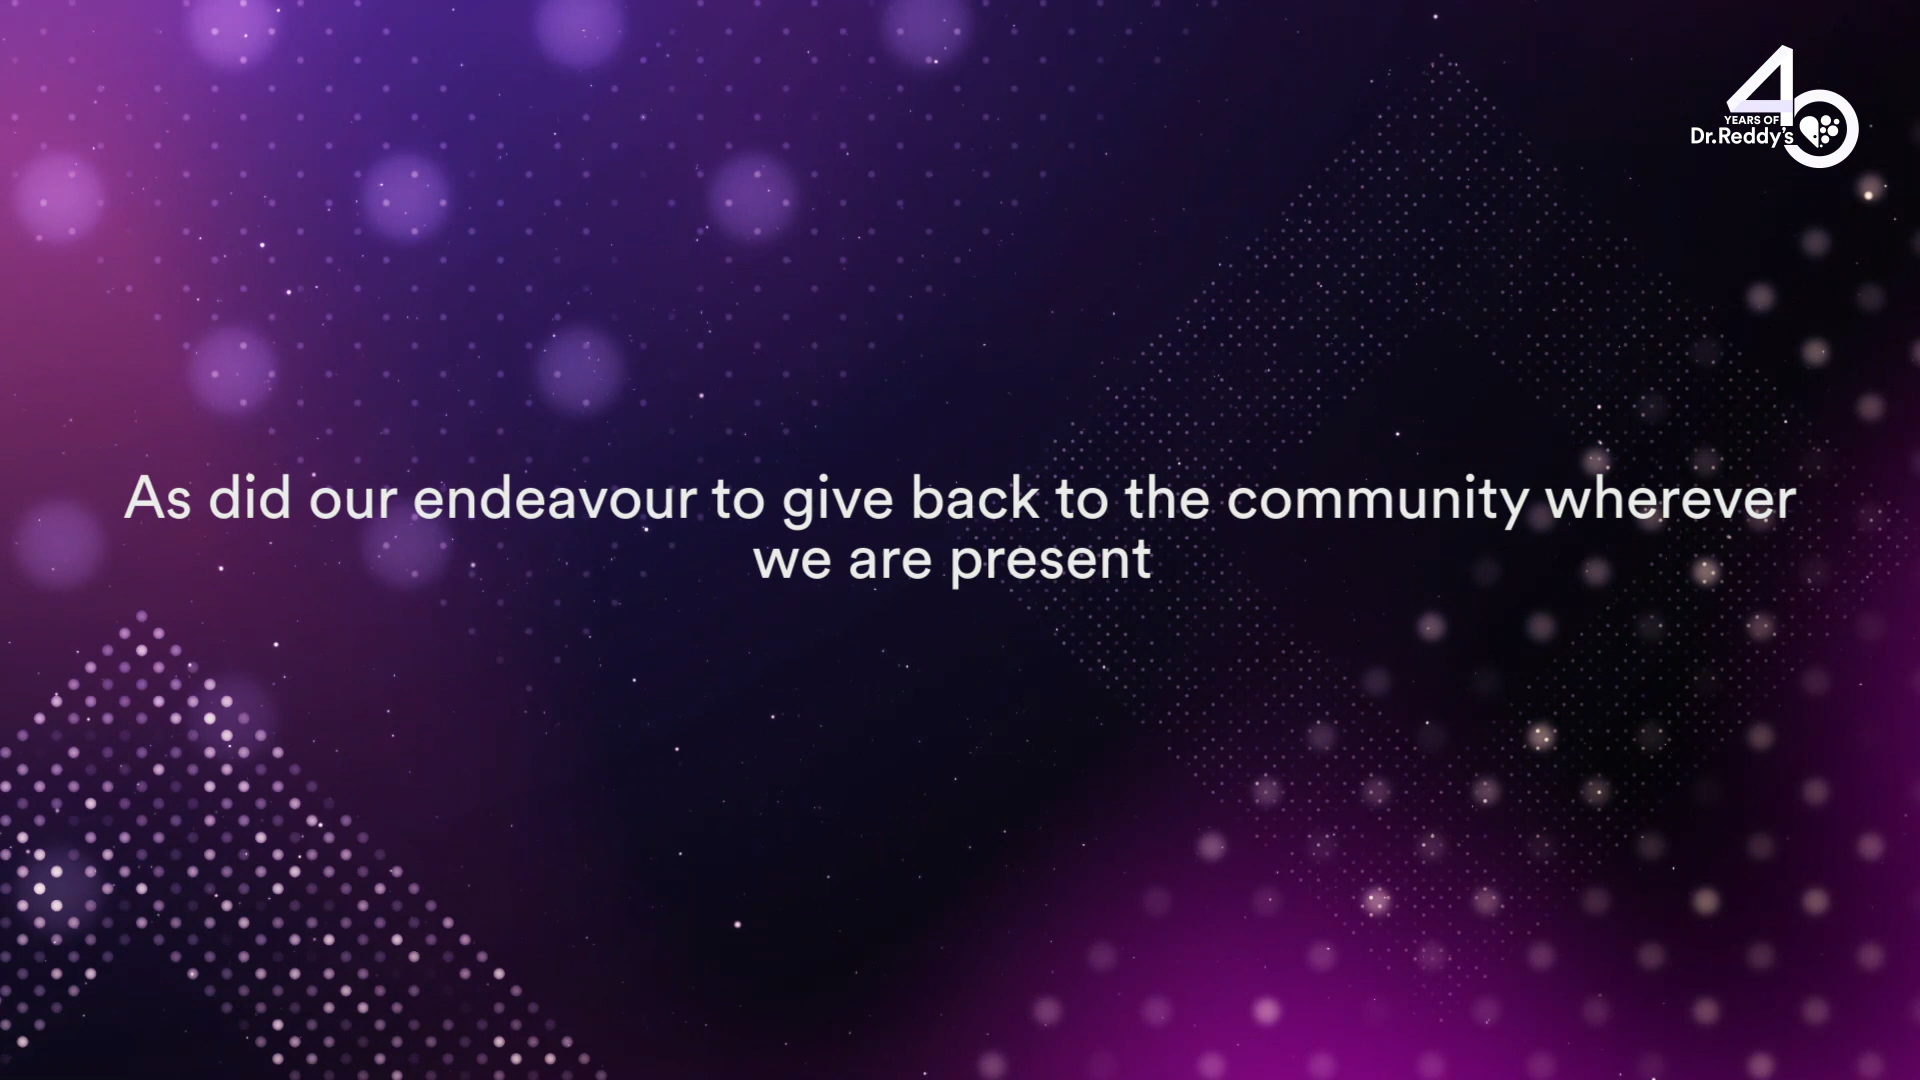 40
YEARS OF
Dr.Reddy's
As did our endeavour to give back to the community wherever
we are present